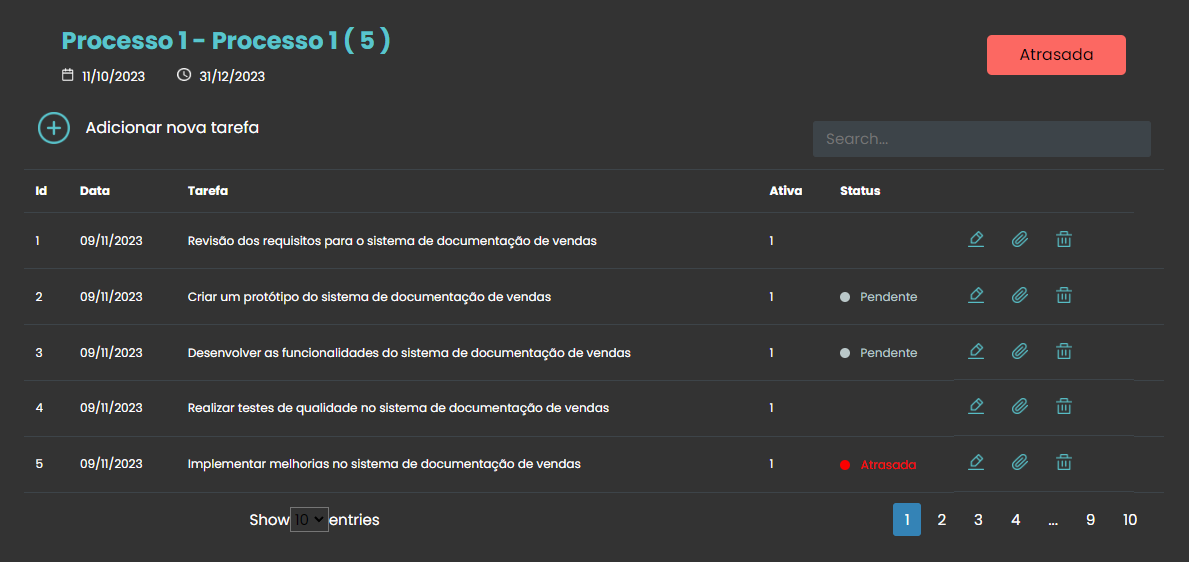 Processo 1 - Processo 1 ( 5 )
Atrasada
11/10/2023 31/12/2023
Adicionar nova tarefa
Search...
Id Data Tarefa Ativa Status
1 09/11/2023 Revisão dos requisitos para o sistema de documentação de vendas 1
2 09/11/2023 Criar um protótipo do sistema de documentação de vendas 1 Pendente
3 09/11/2023 Desenvolver as funcionalidades do sistema de documentação de vendas 1 Pendente
4 09/11/2023 Realizar testes de qualidade no sistema de documentação de vendas 1
5 09/11/2023 Implementar melhorias no sistema de documentação de vendas 1 Atrasada
Show 10 entries 1 2 3 4 ... 9 10